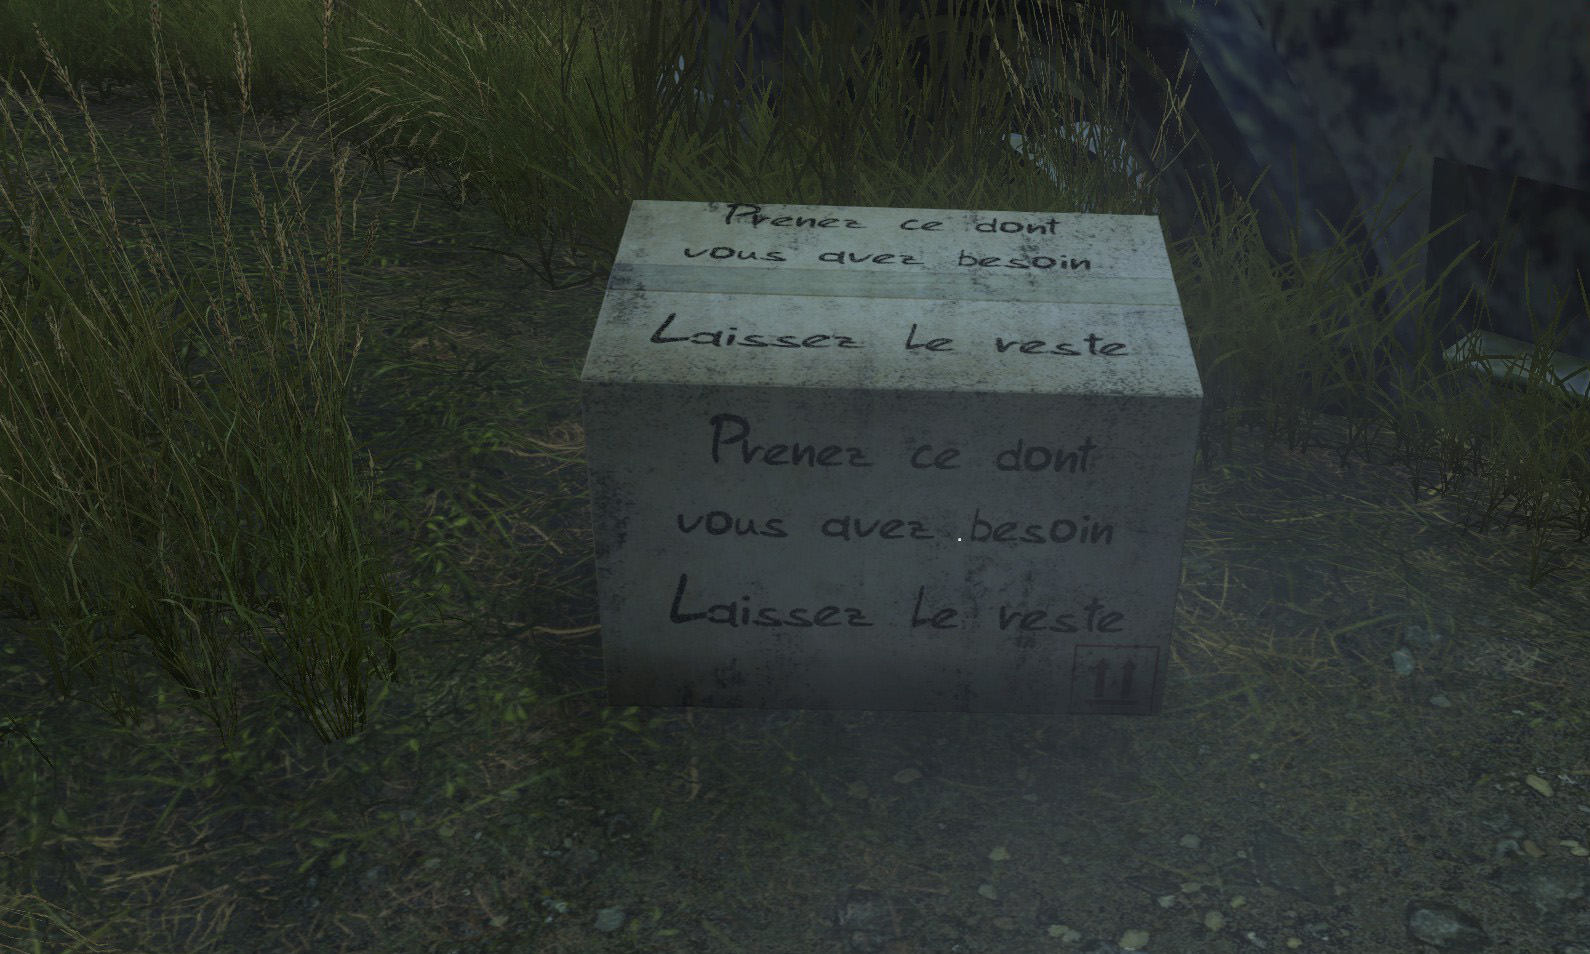 Prenez ce dont
vous avez besoin
Laissez le reste
Prenez ce dont
vous avez besoin
Laissez le reste